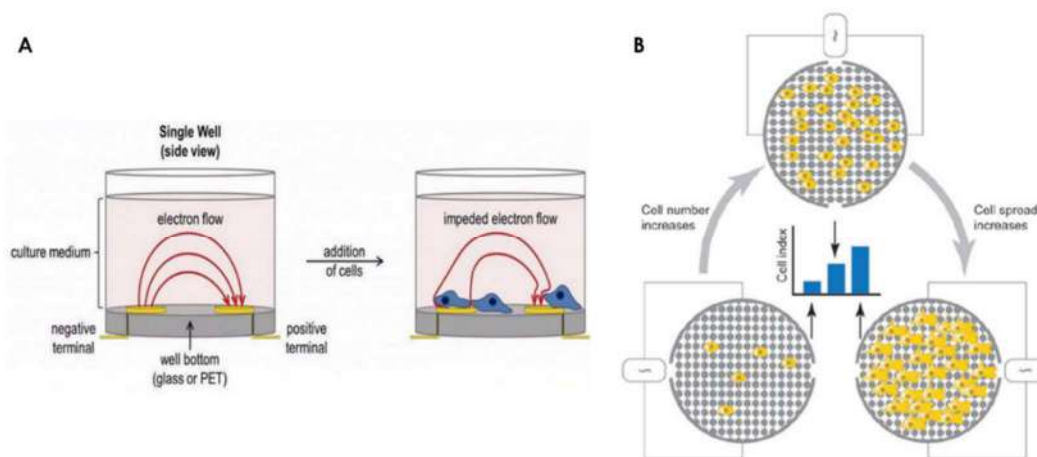 A
Single Well
(side view)
electron flow
culture medium
negative
terminal
well bottom
(glass or PET)
positive
terminal
addition
of cells
impeded electron flow
B
Cell number
increases
Cell spread
increases
Cell index